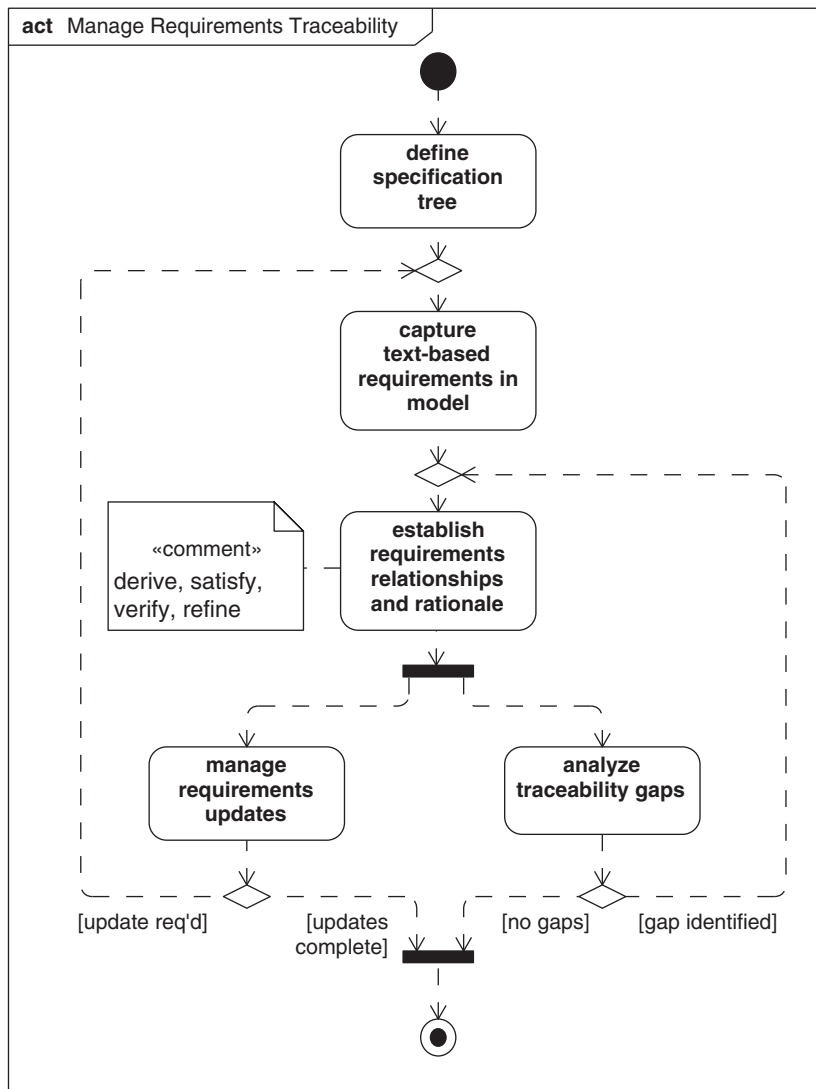 act Manage Requirements Traceability
define
specification
tree
capture
text-based
requirements in
model
«comment»
derive, satisfy,
verify, refine
establish
requirements
relationships
and rationale
manage
requirements
updates
analyze
traceability gaps
[update req'd]
[updates
complete]
[no gaps]
[gap identified]